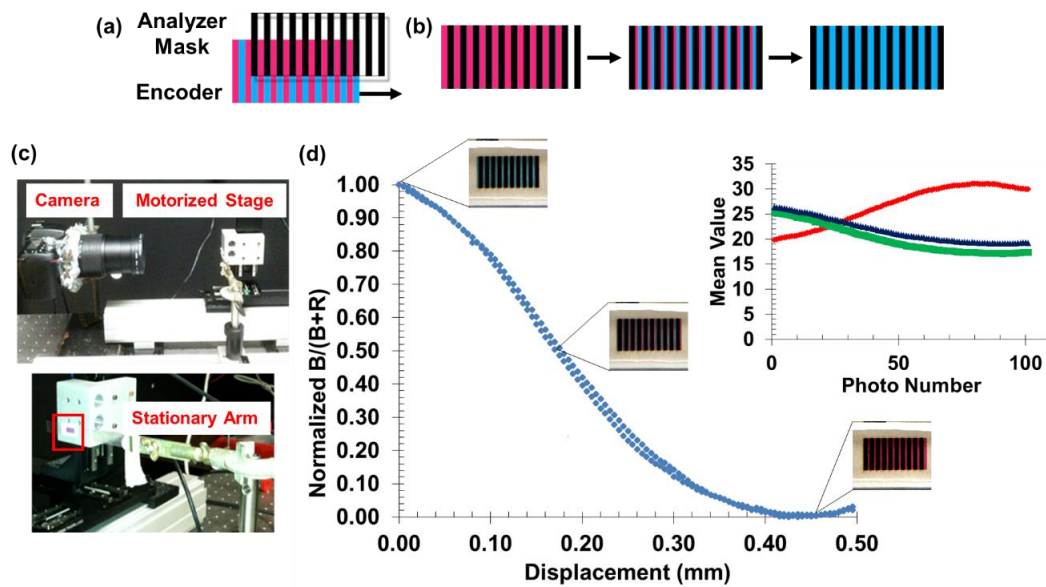 (a)
Analyzer
Mask
Encoder
(b)
(c)
Camera
Motorized Stage
Stationary Arm
(d)
Normalized B/(B+R)
1.00
0.90
0.80
0.70
0.60
0.50
0.40
0.30
0.20
0.10
0.00
0.00 0.10 0.20 0.30 0.40 0.50
Displacement (mm)
Mean Value
35
30
25
20
15
10
5
0
0 50 100
Photo Number